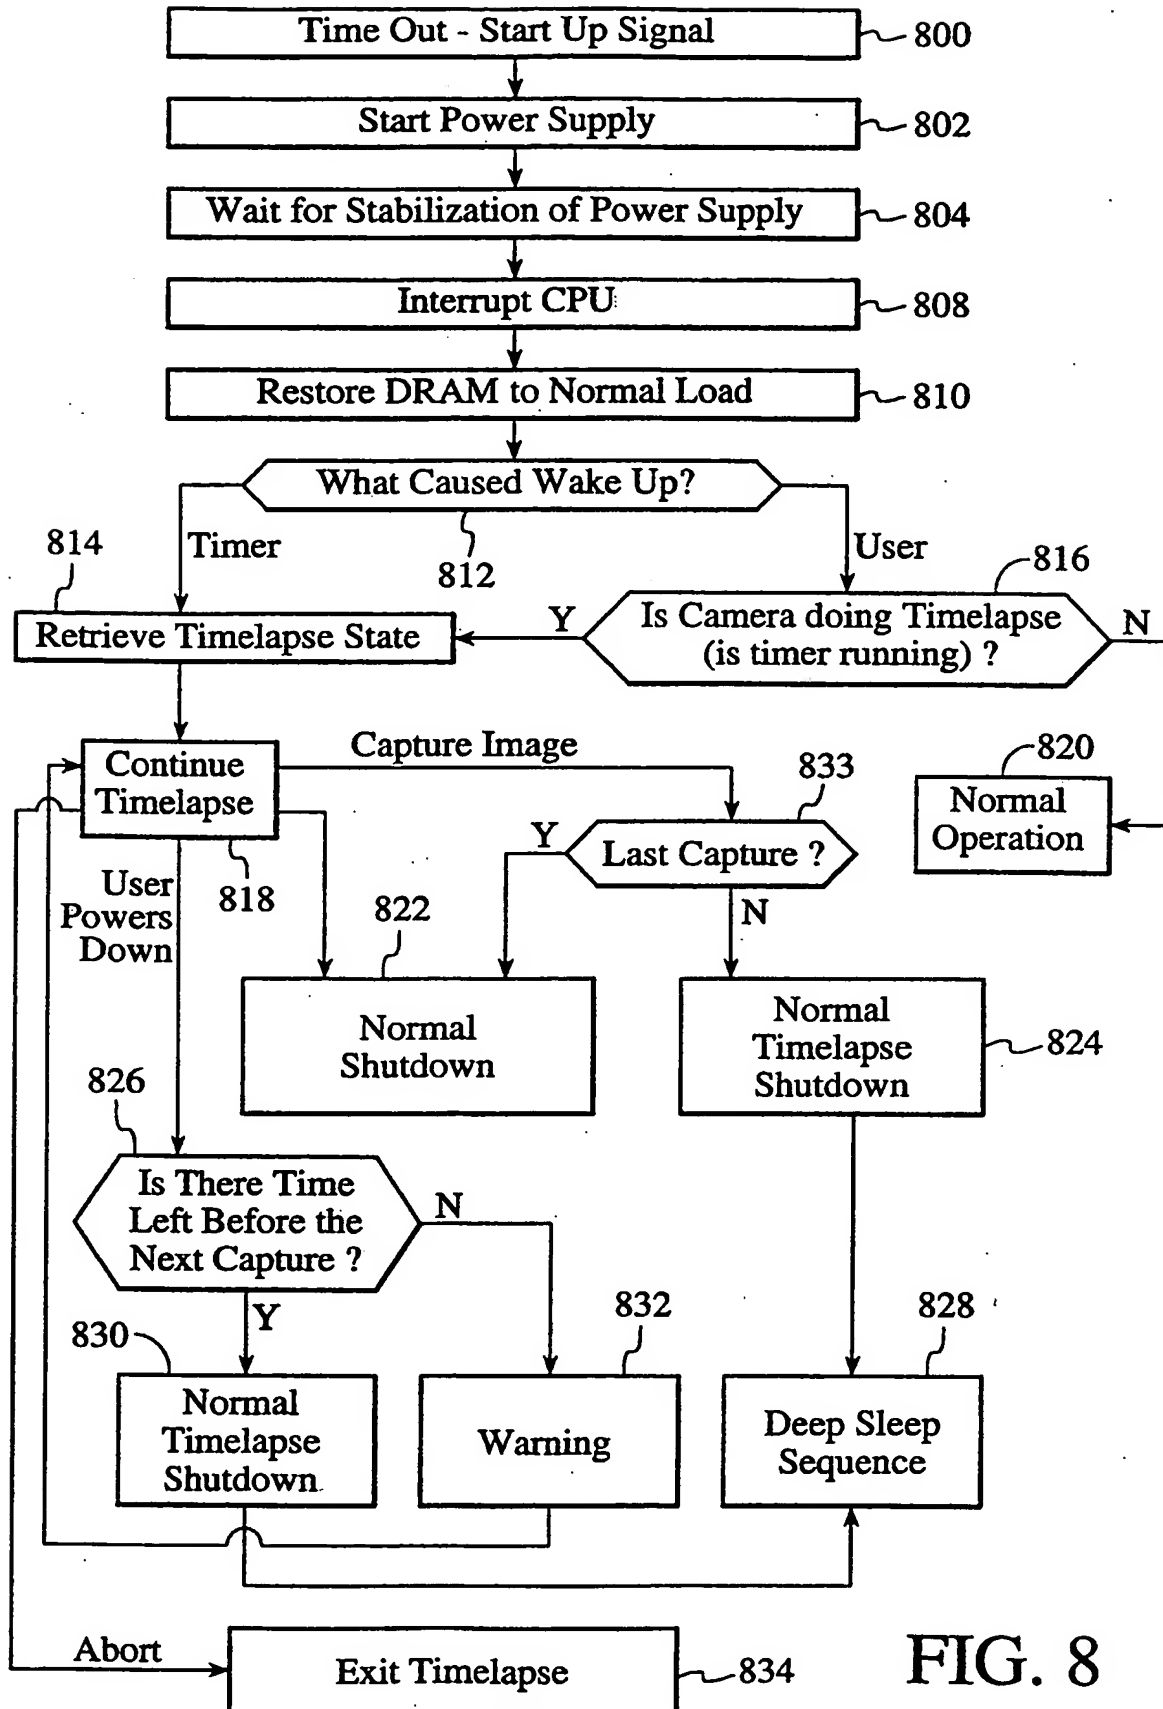 Time Out - Start Up Signal
800
Start Power Supply
802
Wait for Stabilization of Power Supply
804
Interrupt CPU
808
Restore DRAM to Normal Load
810
What Caused Wake Up?
812
Timer
User
814
816
Retrieve Timelapse State
Y
Is Camera doing Timelapse
(is timer running) ?
N
Continue
Timelapse
818
Capture Image
833
820
Normal
Operation
Y
Last Capture ?
N
User
Powers
Down
822
Normal
Shutdown
Normal
Timelapse
Shutdown
824
826
Is There Time
Left Before the
Next Capture ?
N
Y
830
832
828
Normal
Timelapse
Shutdown
Warning
Deep Sleep
Sequence
Abort
Exit Timelapse
834
FIG. 8